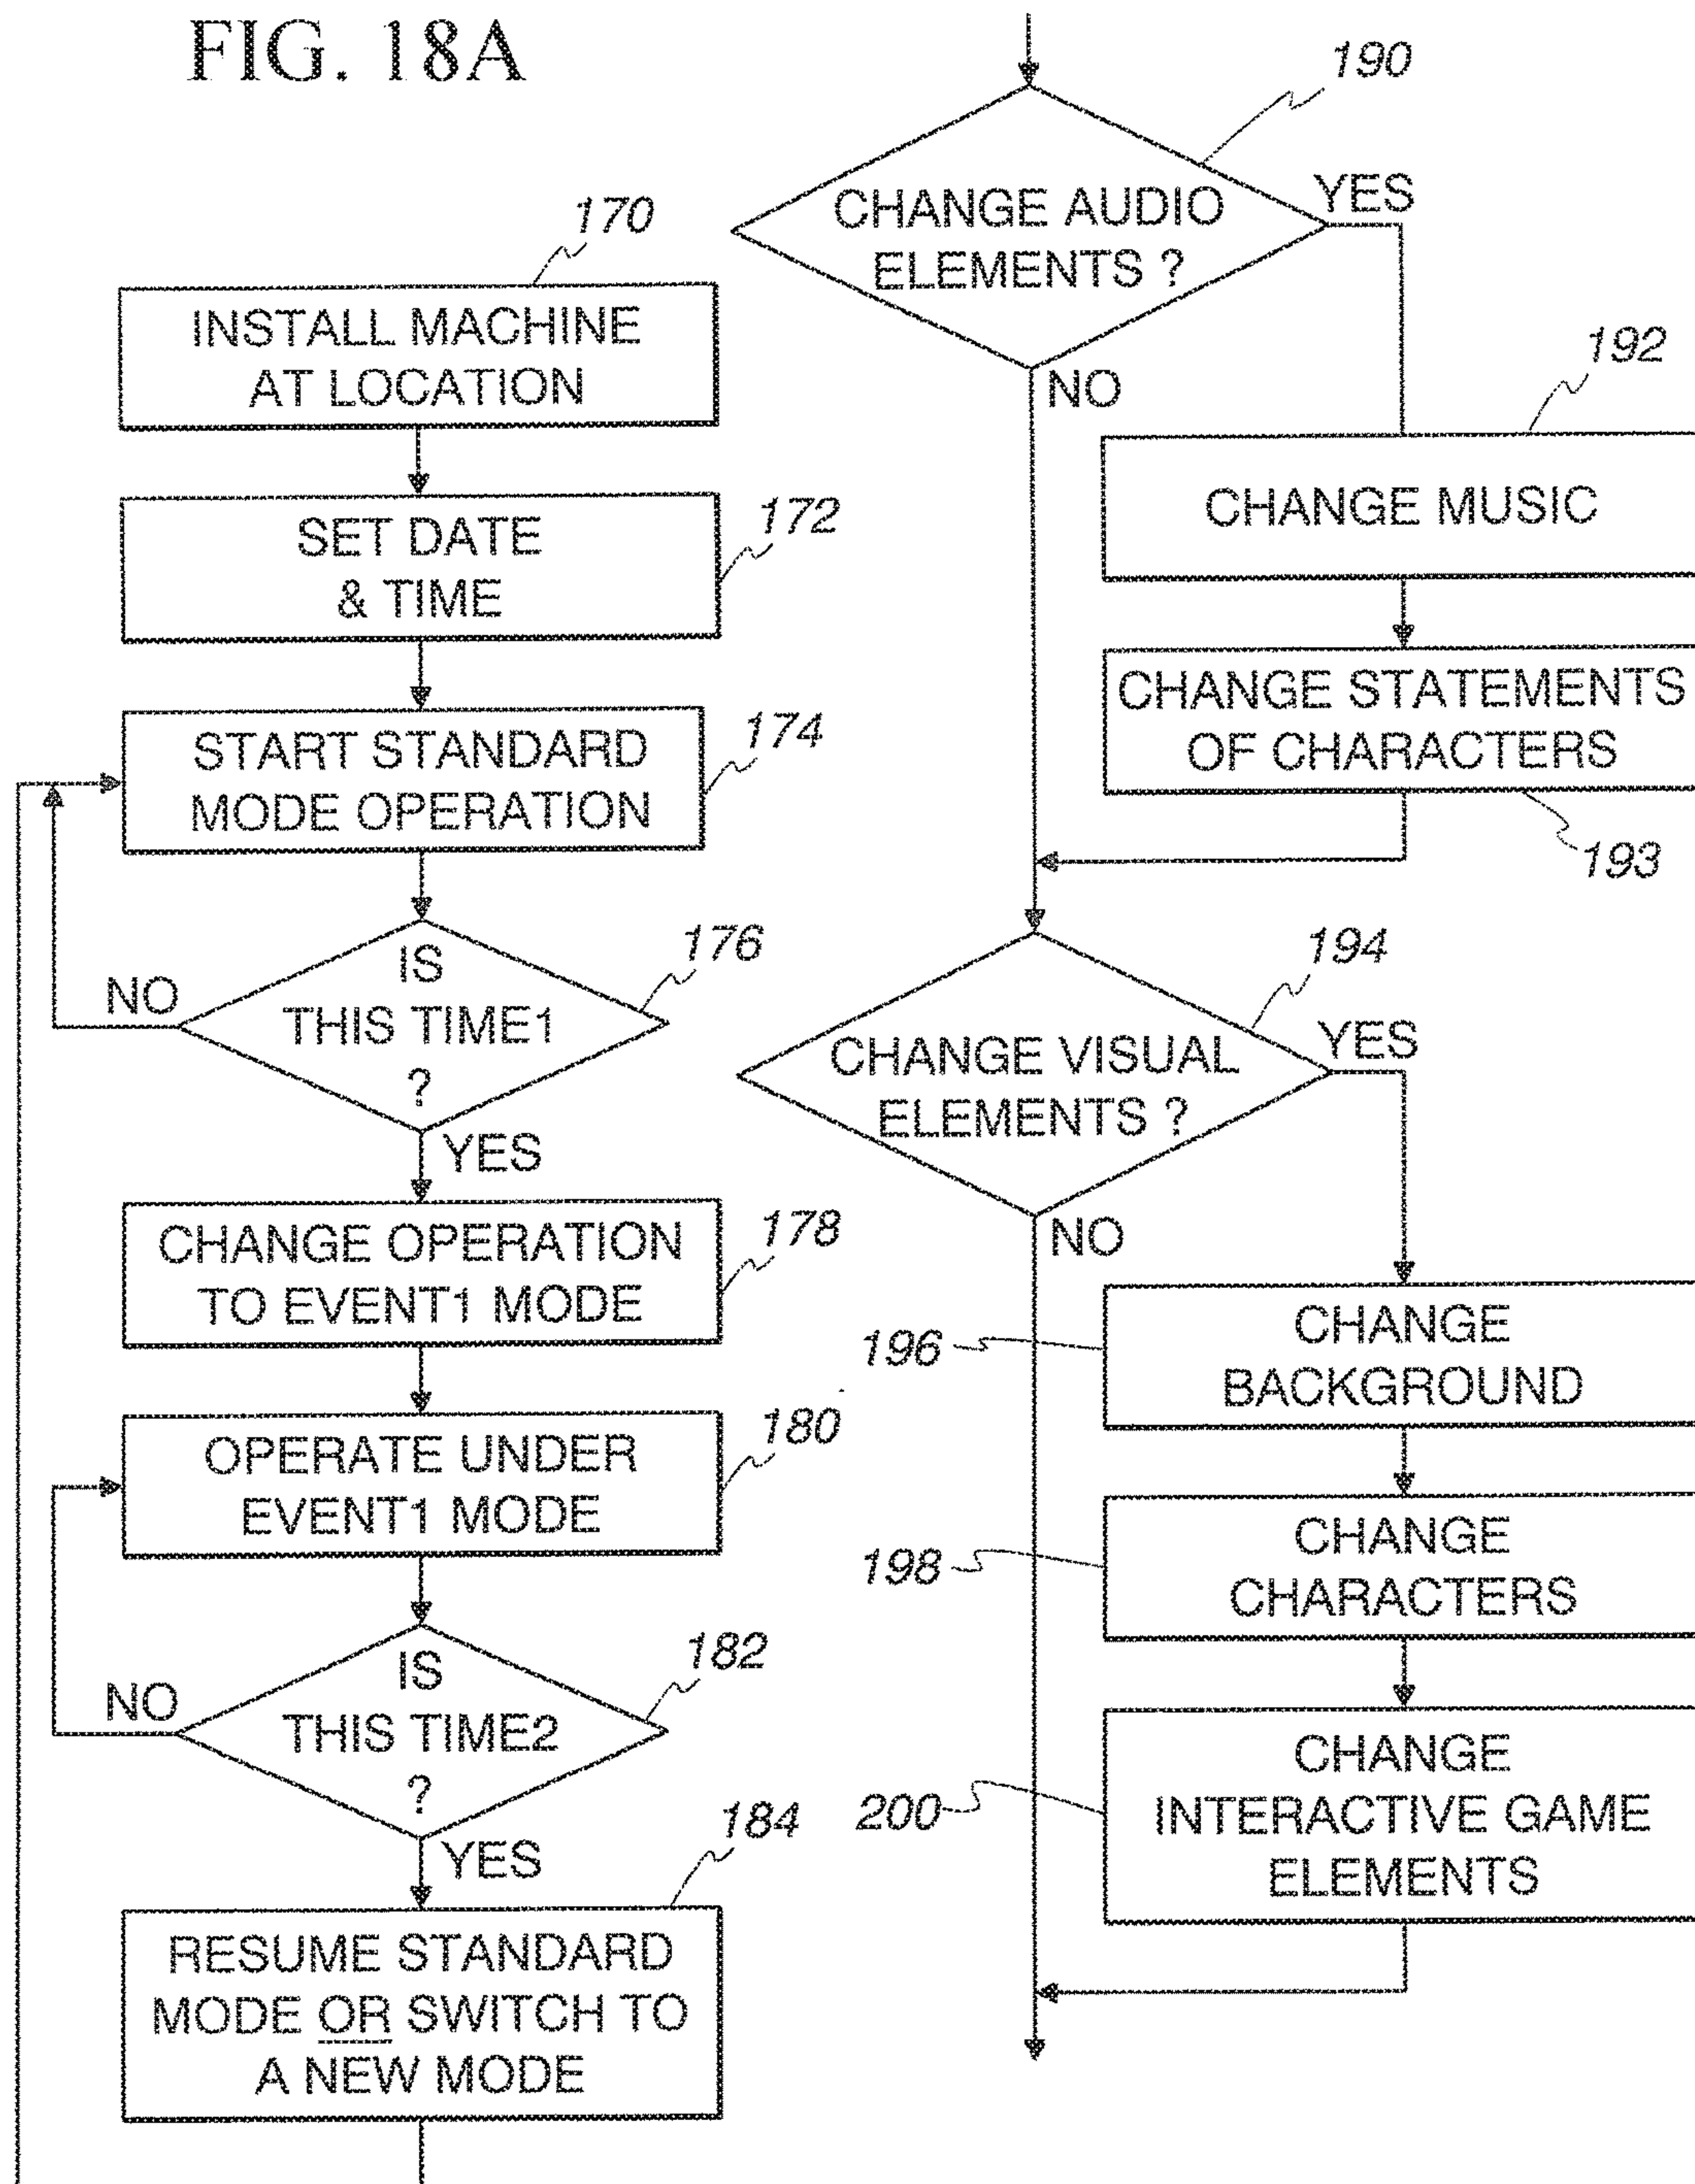 FIG. 18A
170
INSTALL MACHINE
AT LOCATION
172
SET DATE
& TIME
174
START STANDARD
MODE OPERATION
176
IS
THIS TIME1
?
NO
YES
178
CHANGE OPERATION
TO EVENT1 MODE
180
OPERATE UNDER
EVENT1 MODE
182
IS
THIS TIME2
?
NO
YES
184
RESUME STANDARD
MODE OR SWITCH TO
A NEW MODE
190
CHANGE AUDIO
ELEMENTS ?
YES
NO
192
CHANGE MUSIC
CHANGE STATEMENTS
OF CHARACTERS
193
194
CHANGE VISUAL
ELEMENTS ?
YES
NO
196
CHANGE
BACKGROUND
198
CHANGE
CHARACTERS
200
CHANGE
INTERACTIVE GAME
ELEMENTS